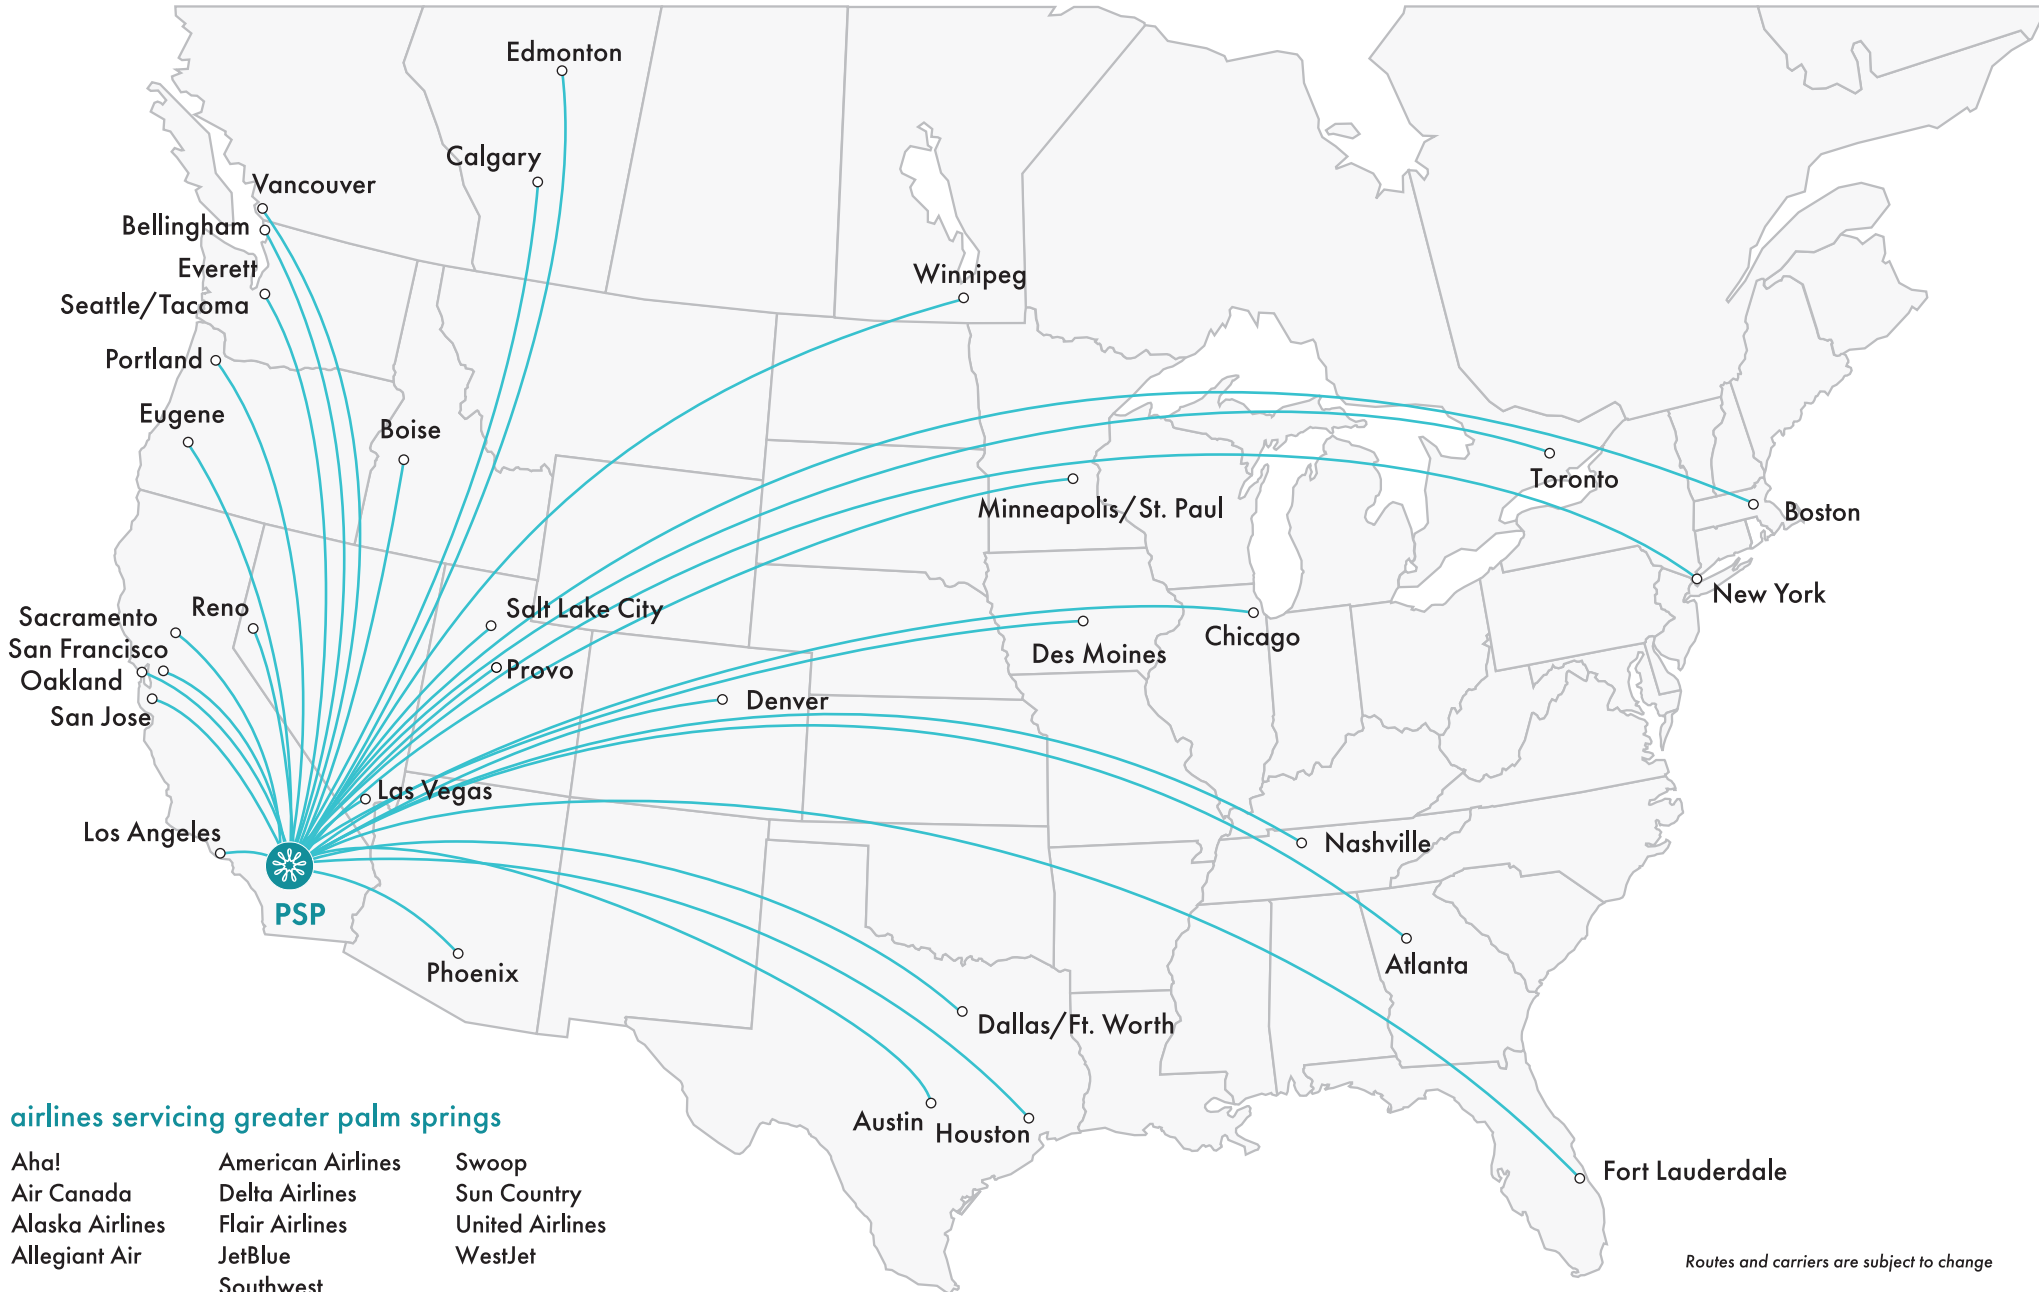 Edmonton
Calgary
Vancouver
Bellingham
Everett
Winnipeg
Seattle/Tacoma
Portland
Eugene
Boise
Toronto
Minneapolis/St. Paul
Boston
New York
Reno
Salt Lake City
Sacramento
San Francisco
Chicago
Des Moines
Oakland
Provo
Denver
San Jose
Las Vegas
Los Angeles
Nashville
PSP
Phoenix
Atlanta
Dallas/Ft. Worth
Austin
Houston
Fort Lauderdale
airlines servicing greater palm springs
Aha!
Air Canada
Alaska Airlines
Allegiant Air
American Airlines
Delta Airlines
Flair Airlines
JetBlue
Southwest
Swoop
Sun Country
United Airlines
WestJet
Routes and carriers are subject to change